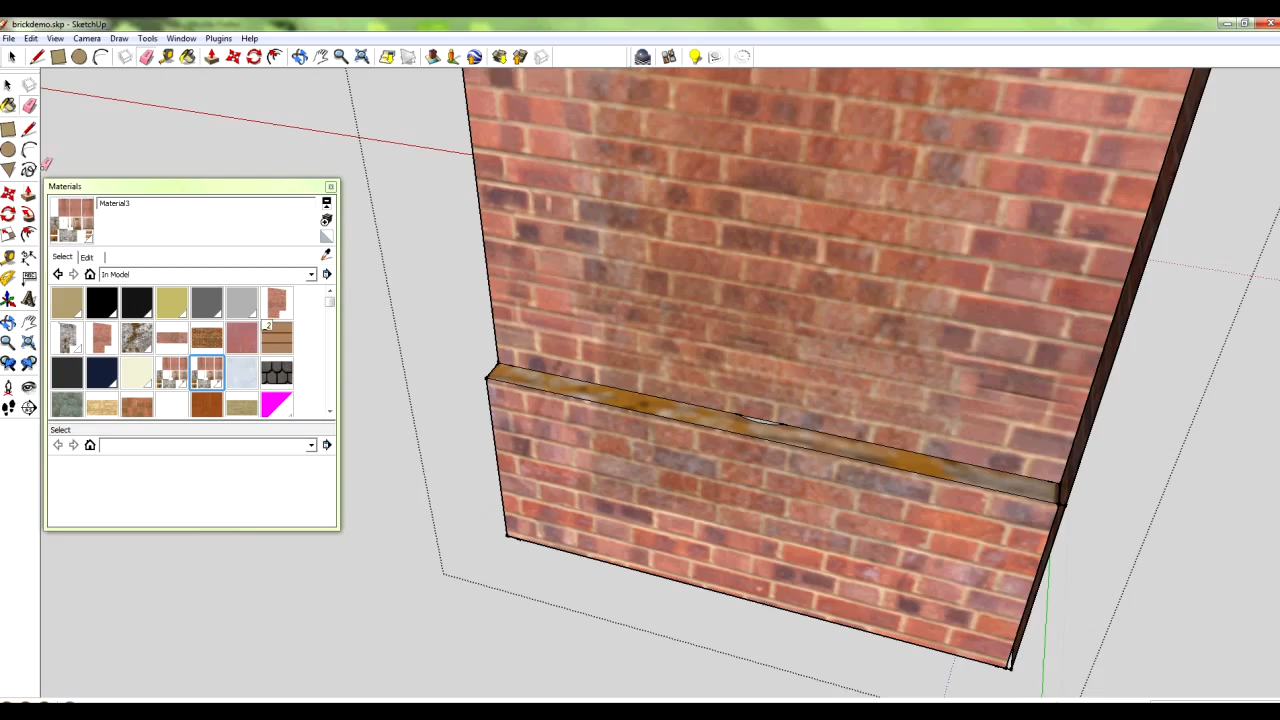 brickdemo.skp - SketchUp
File Edit View Camera Draw Tools Window Plugins Help
Materials
Material3
Select Edit
In Model
_2
Select